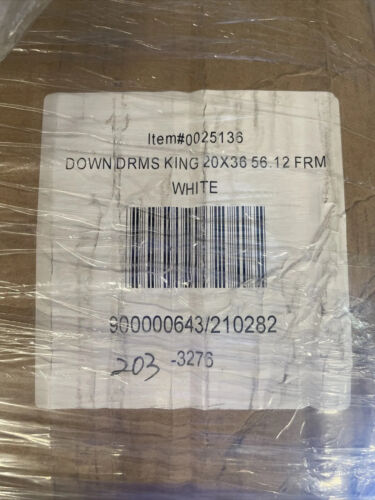 Item#0025136
DOWN DRMS KING 20X36 56.12 FRM
WHITE
900000643/210282
203 -3276